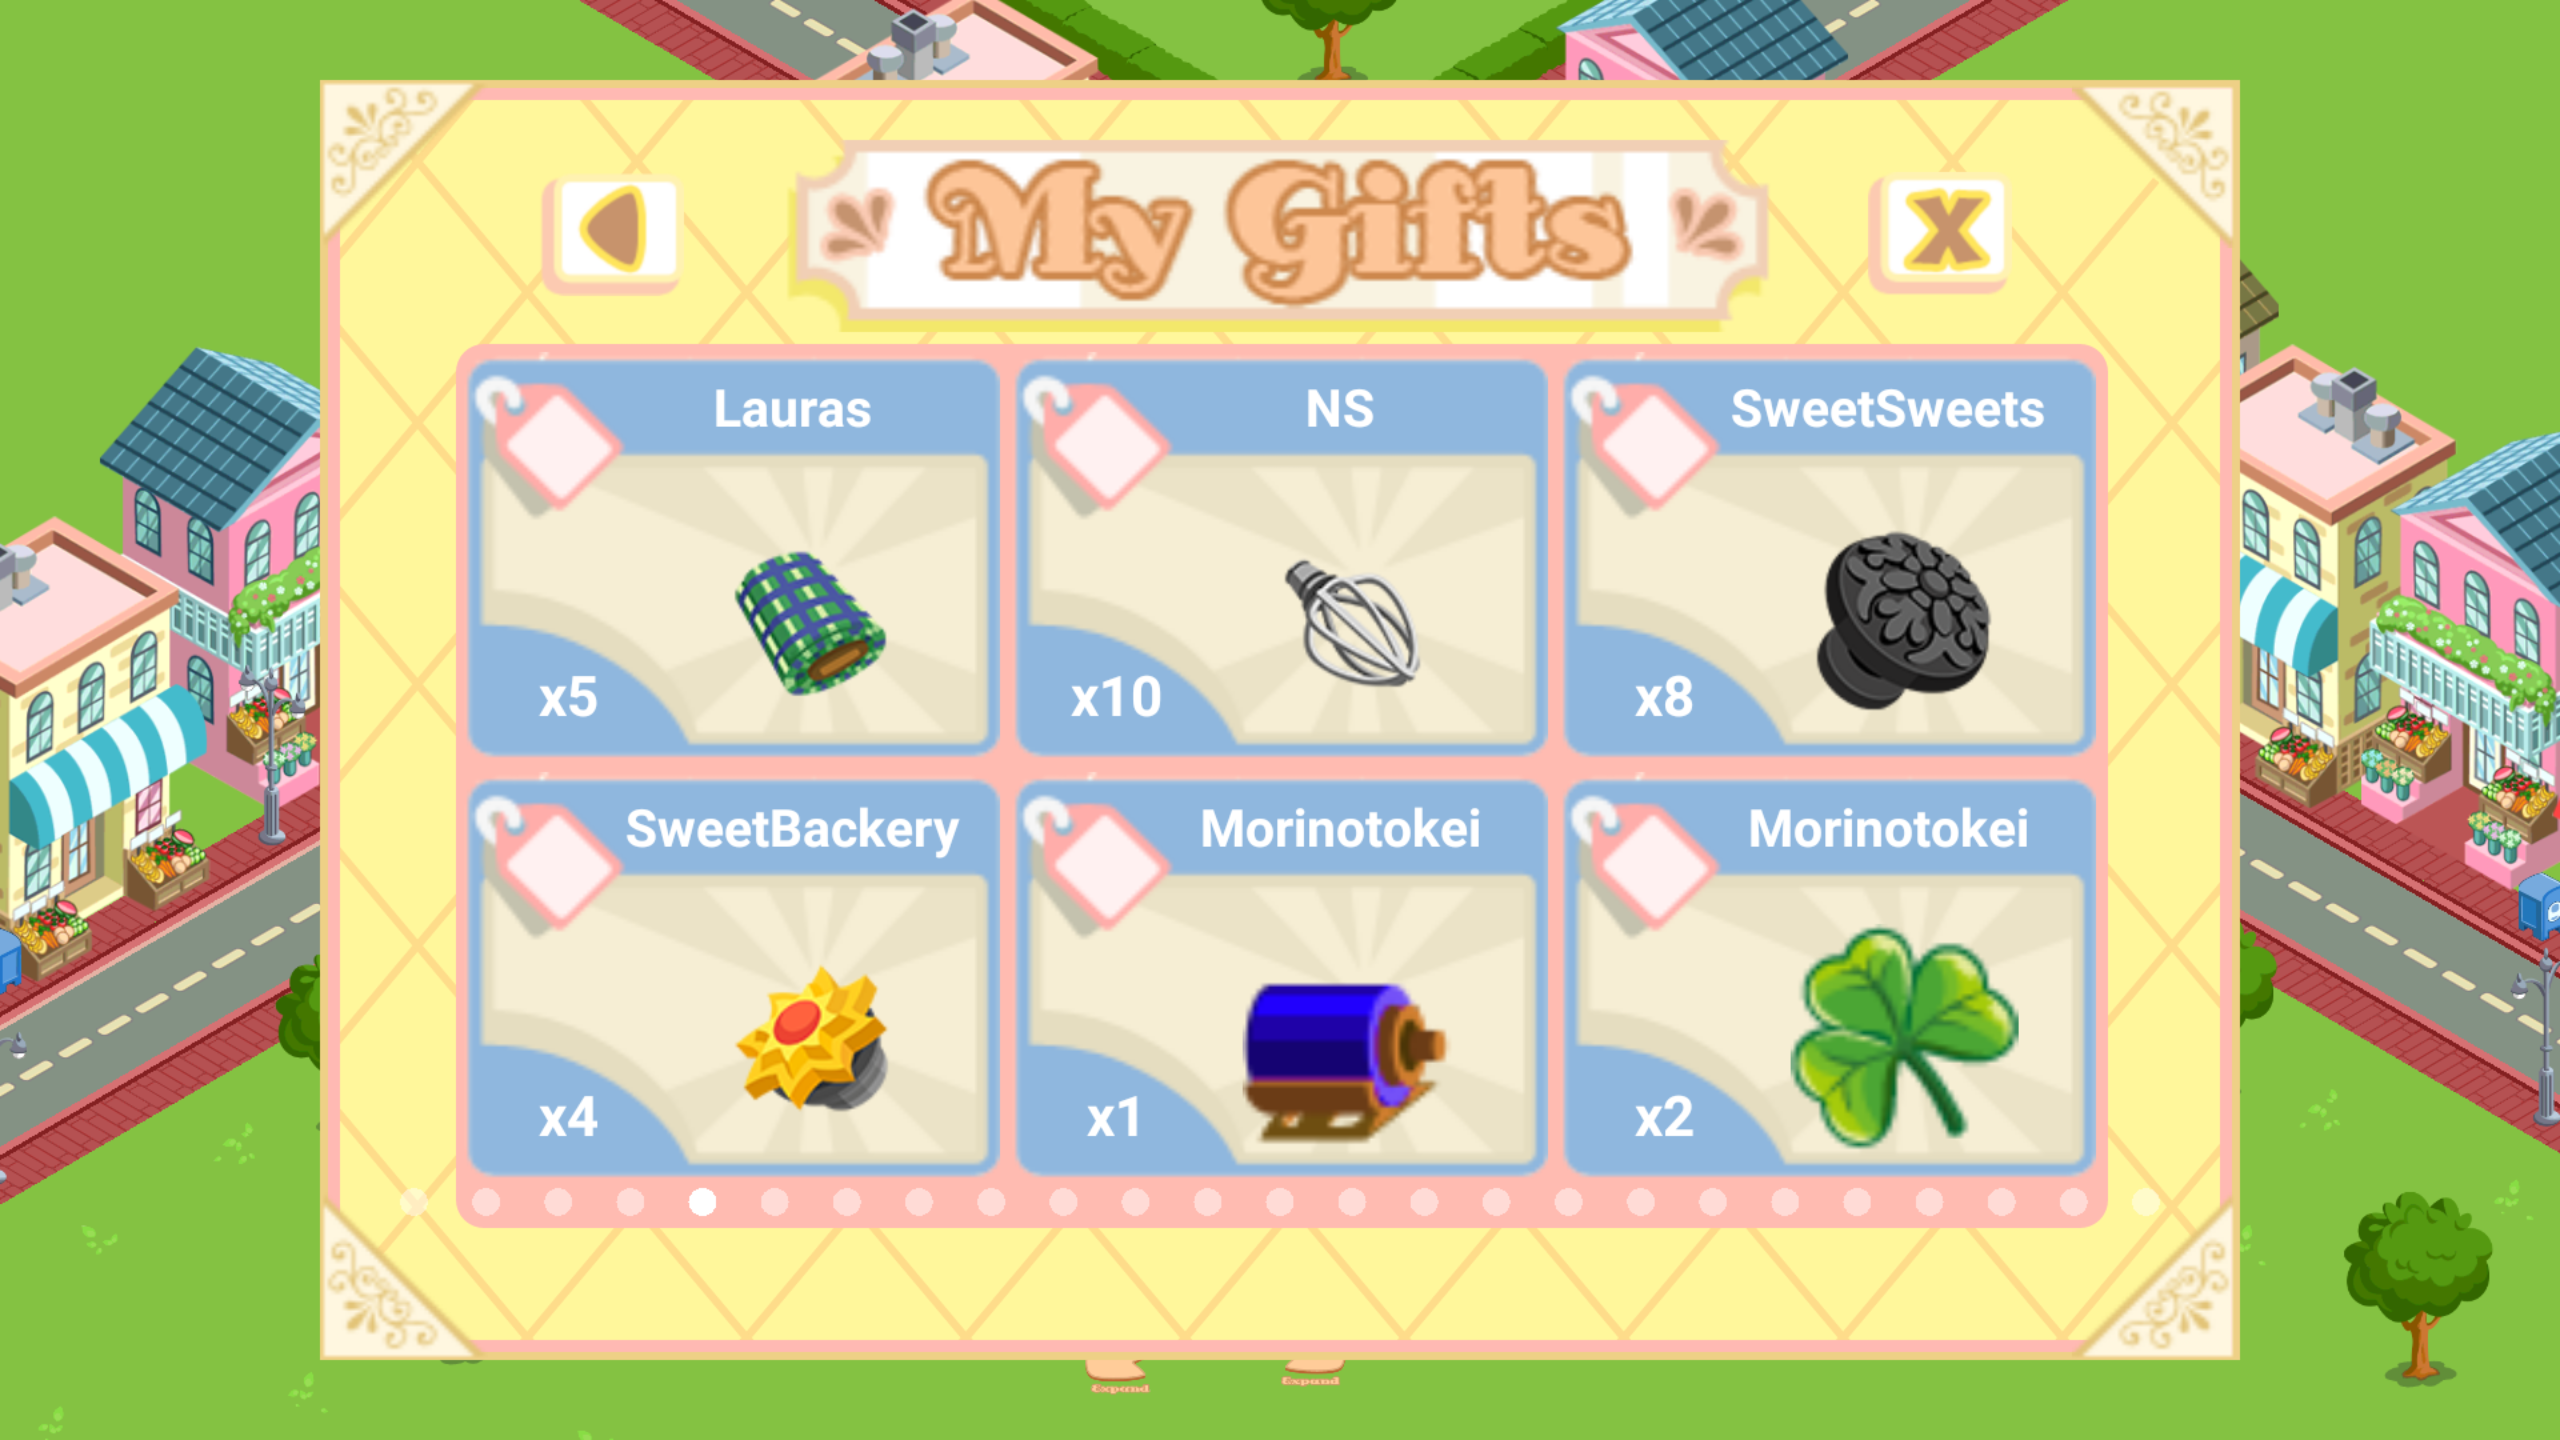 My Gifts
X
Lauras
NS
SweetSweets
x5
x10
x8
SweetBackery
Morinotokei
Morinotokei
x4
x1
x2
Expand
Expand